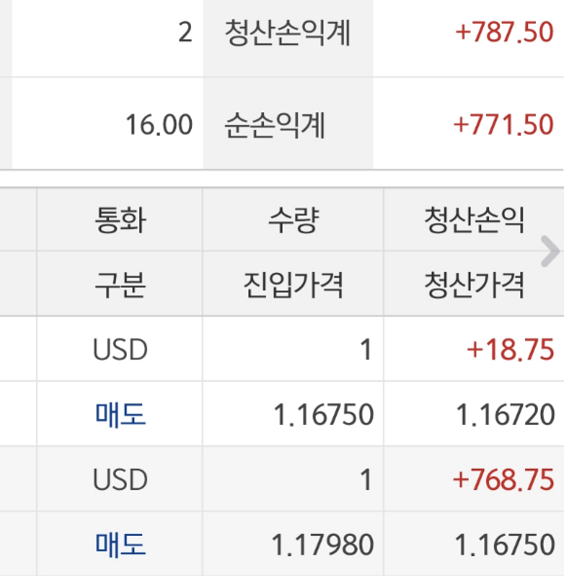 2 청산손익계 +787.50
16.00 순손익계 +771.50
통화 수량 청산손익
구분 진입가격 청산가격
USD 1 +18.75
매도 1.16750 1.16720
USD 1 +768.75
매도 1.17980 1.16750